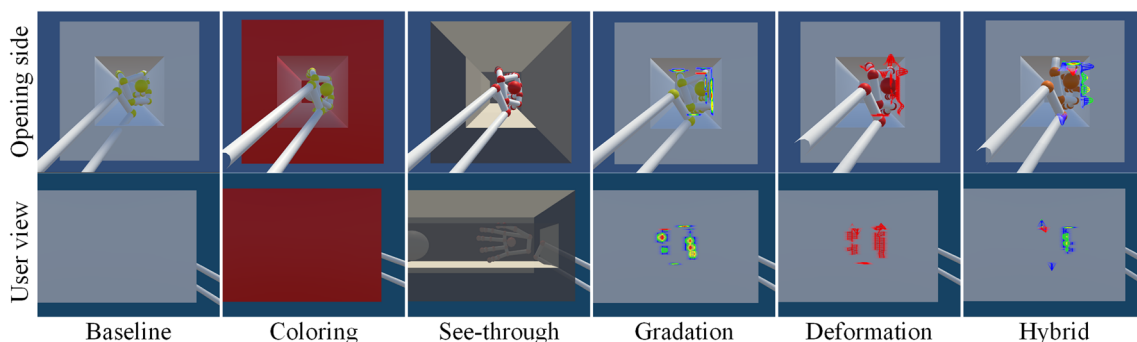 Opening side
User view
Baseline Coloring See-through Gradation Deformation Hybrid